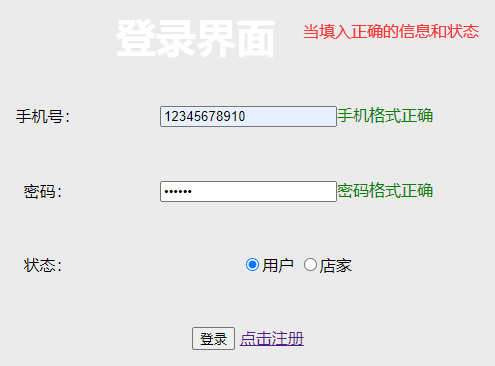 登录界面 当填入正确的信息和状态
手机号： 12345678910 手机格式正确
密码： •••••• 密码格式正确
状态： 用户 店家
登录 点击注册